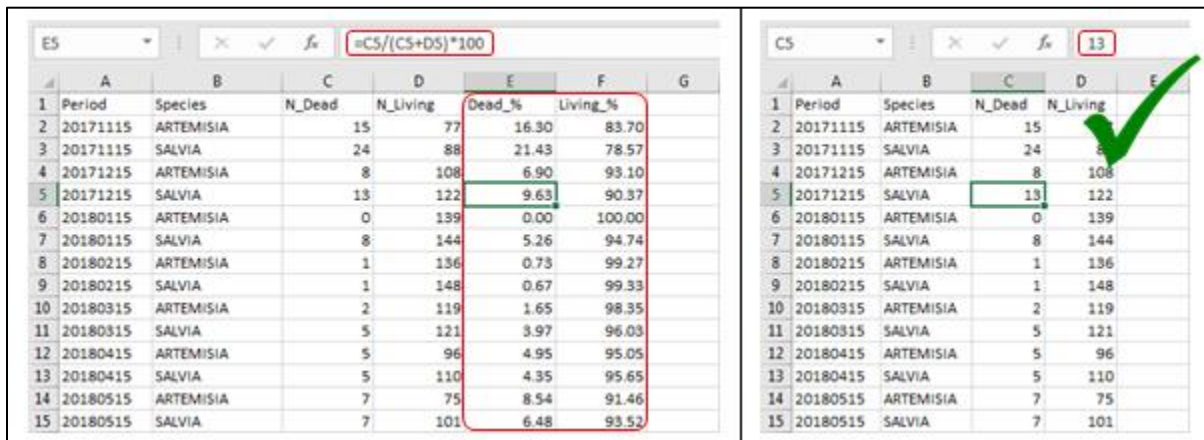 E5 fx =C5/(C5+D5)*100
A B C D E F G
1 Period Species N_Dead N_Living Dead_% Living_%
2 20171115 ARTEMISIA 15 77 16.30 83.70
3 20171115 SALVIA 24 88 21.43 78.57
4 20171215 ARTEMISIA 8 108 6.90 93.10
5 20171215 SALVIA 13 122 9.63 90.37
6 20180115 ARTEMISIA 0 139 0.00 100.00
7 20180115 SALVIA 8 144 5.26 94.74
8 20180215 ARTEMISIA 1 136 0.73 99.27
9 20180215 SALVIA 1 148 0.67 99.33
10 20180315 ARTEMISIA 2 119 1.65 98.35
11 20180315 SALVIA 5 121 3.97 96.03
12 20180415 ARTEMISIA 5 96 4.95 95.05
13 20180415 SALVIA 5 110 4.35 95.65
14 20180515 ARTEMISIA 7 75 8.54 91.46
15 20180515 SALVIA 7 101 6.48 93.52
C5 fx 13
A B C D E
1 Period Species N_Dead N_Living
2 20171115 ARTEMISIA 15
3 20171115 SALVIA 24
4 20171215 ARTEMISIA 8 108
5 20171215 SALVIA 13 122
6 20180115 ARTEMISIA 0 139
7 20180115 SALVIA 8 144
8 20180215 ARTEMISIA 1 136
9 20180215 SALVIA 1 148
10 20180315 ARTEMISIA 2 119
11 20180315 SALVIA 5 121
12 20180415 ARTEMISIA 5 96
13 20180415 SALVIA 5 110
14 20180515 ARTEMISIA 7 75
15 20180515 SALVIA 7 101